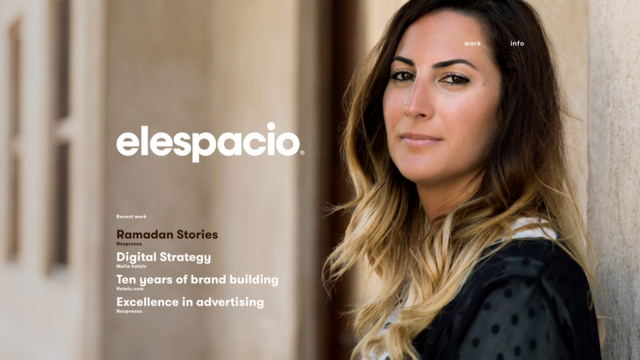 work info
elespacio
Recent work
Ramadan Stories
Nespresso
Digital Strategy
Melia hotels
Ten years of brand building
Hotels.com
Excellence in advertising
Nespresso